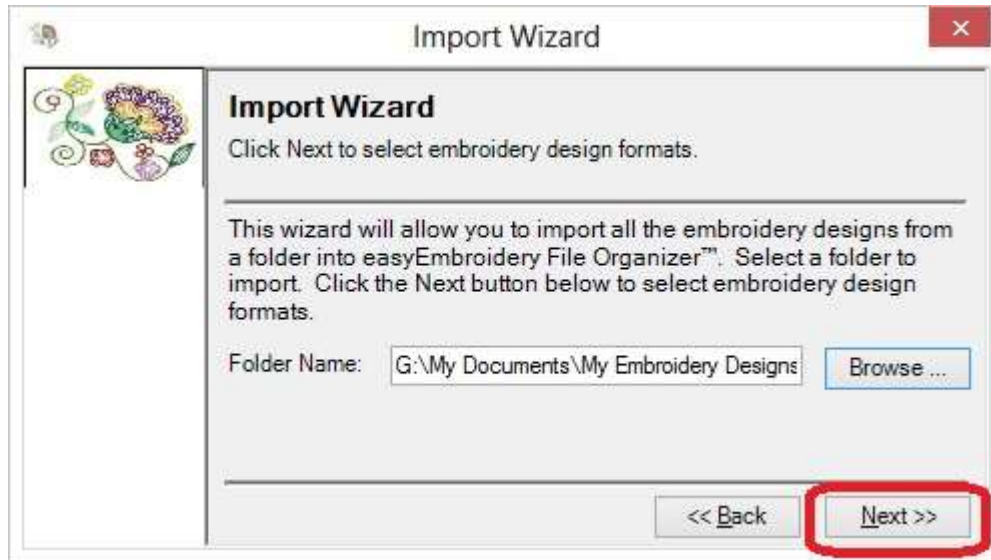 Import Wizard
Import Wizard
Click Next to select embroidery design formats.
This wizard will allow you to import all the embroidery designs from
a folder into easyEmbroidery File Organizer™. Select a folder to
import. Click the Next button below to select embroidery design
formats.
Folder Name: G:\My Documents\My Embroidery Designs Browse ...
<< Back Next >>